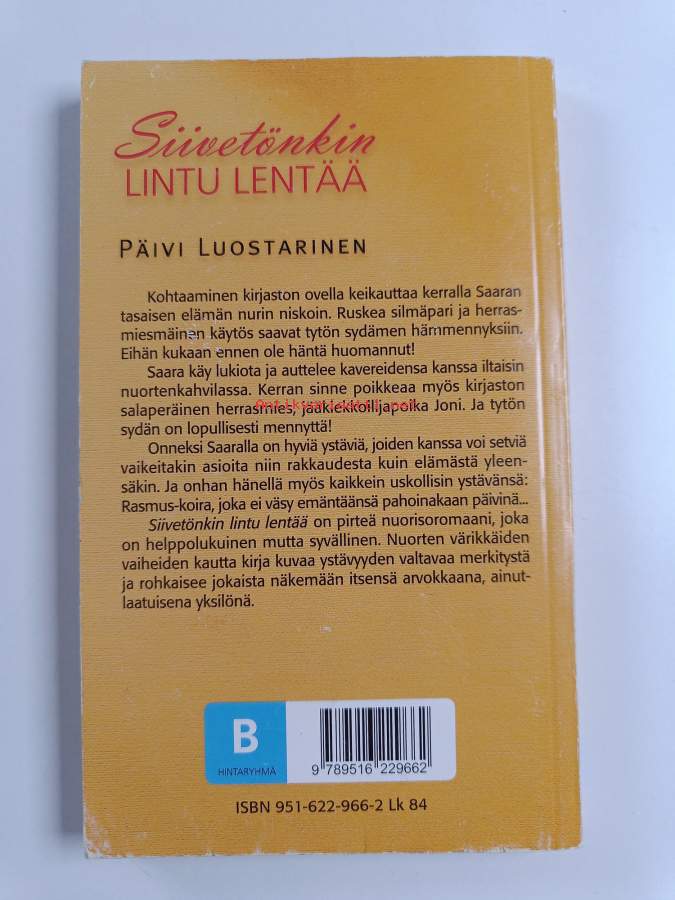 Siivetönkin
LINTU LENTÄÄ
PÄIVI LUOSTARINEN
Kohtaaminen kirjaston ovella keikauttaa kerralla Saaran
tasaisen elämän nurin niskoin. Ruskea silmäpari ja herras-
miesmäinen käytös saavat tytön sydämen hämmennyksiin.
Eihän kukaan ennen ole häntä huomannut!
Saara käy lukiota ja auttelee kavereidensa kanssa iltaisin
nuortenkahvilassa. Kerran sinne poikkeaa myös kirjaston
salaperäinen herrasmies, jääkiekkoilijapoika Joni. Ja tytön
sydän on lopullisesti mennyttä!
Onneksi Saaralla on hyviä ystäviä, joiden kanssa voi setviä
vaikeitakin asioita niin rakkaudesta kuin elämästä yleen-
säkin. Ja onhan hänellä myös kaikkein uskollisin ystävänsä:
Rasmus-koira, joka ei väsy emäntäänsä pahoinakaan päivinä...
Siivetönkin lintu lentää on pirteä nuorisoromaani, joka
on helppolukuinen mutta syvällinen. Nuorten värikkäiden
vaiheiden kautta kirja kuvaa ystävyyden valtavaa merkitystä
ja rohkaisee jokaista näkemään itsensä arvokkaana, ainut-
laatuisena yksilönä.
B
HINTARYHMÄ
9 789516 229662
ISBN 951-622-966-2 Lk 84